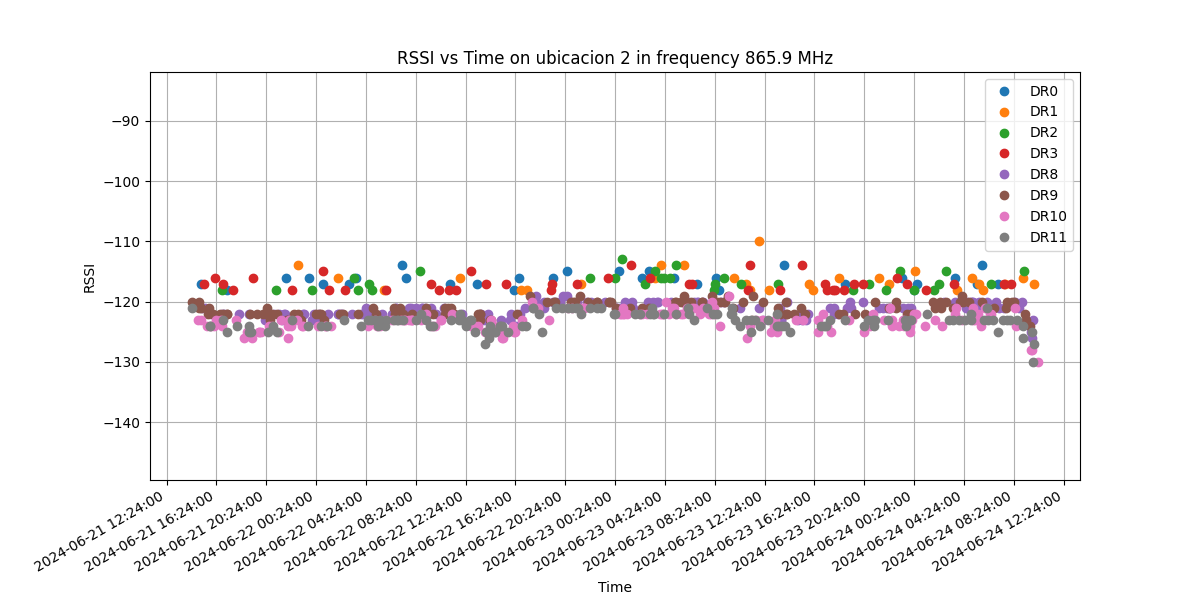 RSSI vs Time on ubicacion 2 in frequency 865.9 MHz
RSSI
−90
−100
−110
−120
−130
−140
DR0
DR1
DR2
DR3
DR8
DR9
DR10
DR11
2024-06-21 12:24:00
2024-06-21 16:24:00
2024-06-21 20:24:00
2024-06-22 00:24:00
2024-06-22 04:24:00
2024-06-22 08:24:00
2024-06-22 12:24:00
2024-06-22 16:24:00
2024-06-22 20:24:00
2024-06-23 00:24:00
2024-06-23 04:24:00
2024-06-23 08:24:00
2024-06-23 12:24:00
2024-06-23 16:24:00
2024-06-23 20:24:00
2024-06-24 00:24:00
2024-06-24 04:24:00
2024-06-24 08:24:00
2024-06-24 12:24:00
Time